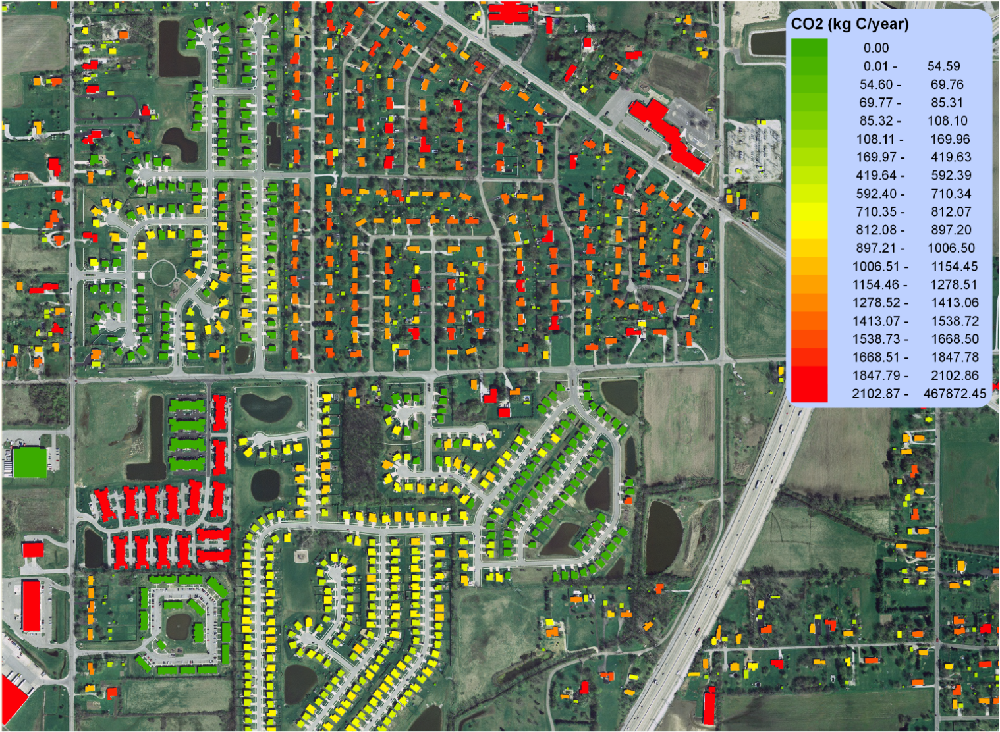 CO2 (kg C/year)
0.00
0.01 - 54.59
54.60 - 69.76
69.77 - 85.31
85.32 - 108.10
108.11 - 169.96
169.97 - 419.63
419.64 - 592.39
592.40 - 710.34
710.35 - 812.07
812.08 - 897.20
897.21 - 1006.50
1006.51 - 1154.45
1154.46 - 1278.51
1278.52 - 1413.06
1413.07 - 1538.72
1538.73 - 1668.50
1668.51 - 1847.78
1847.79 - 2102.86
2102.87 - 467872.45